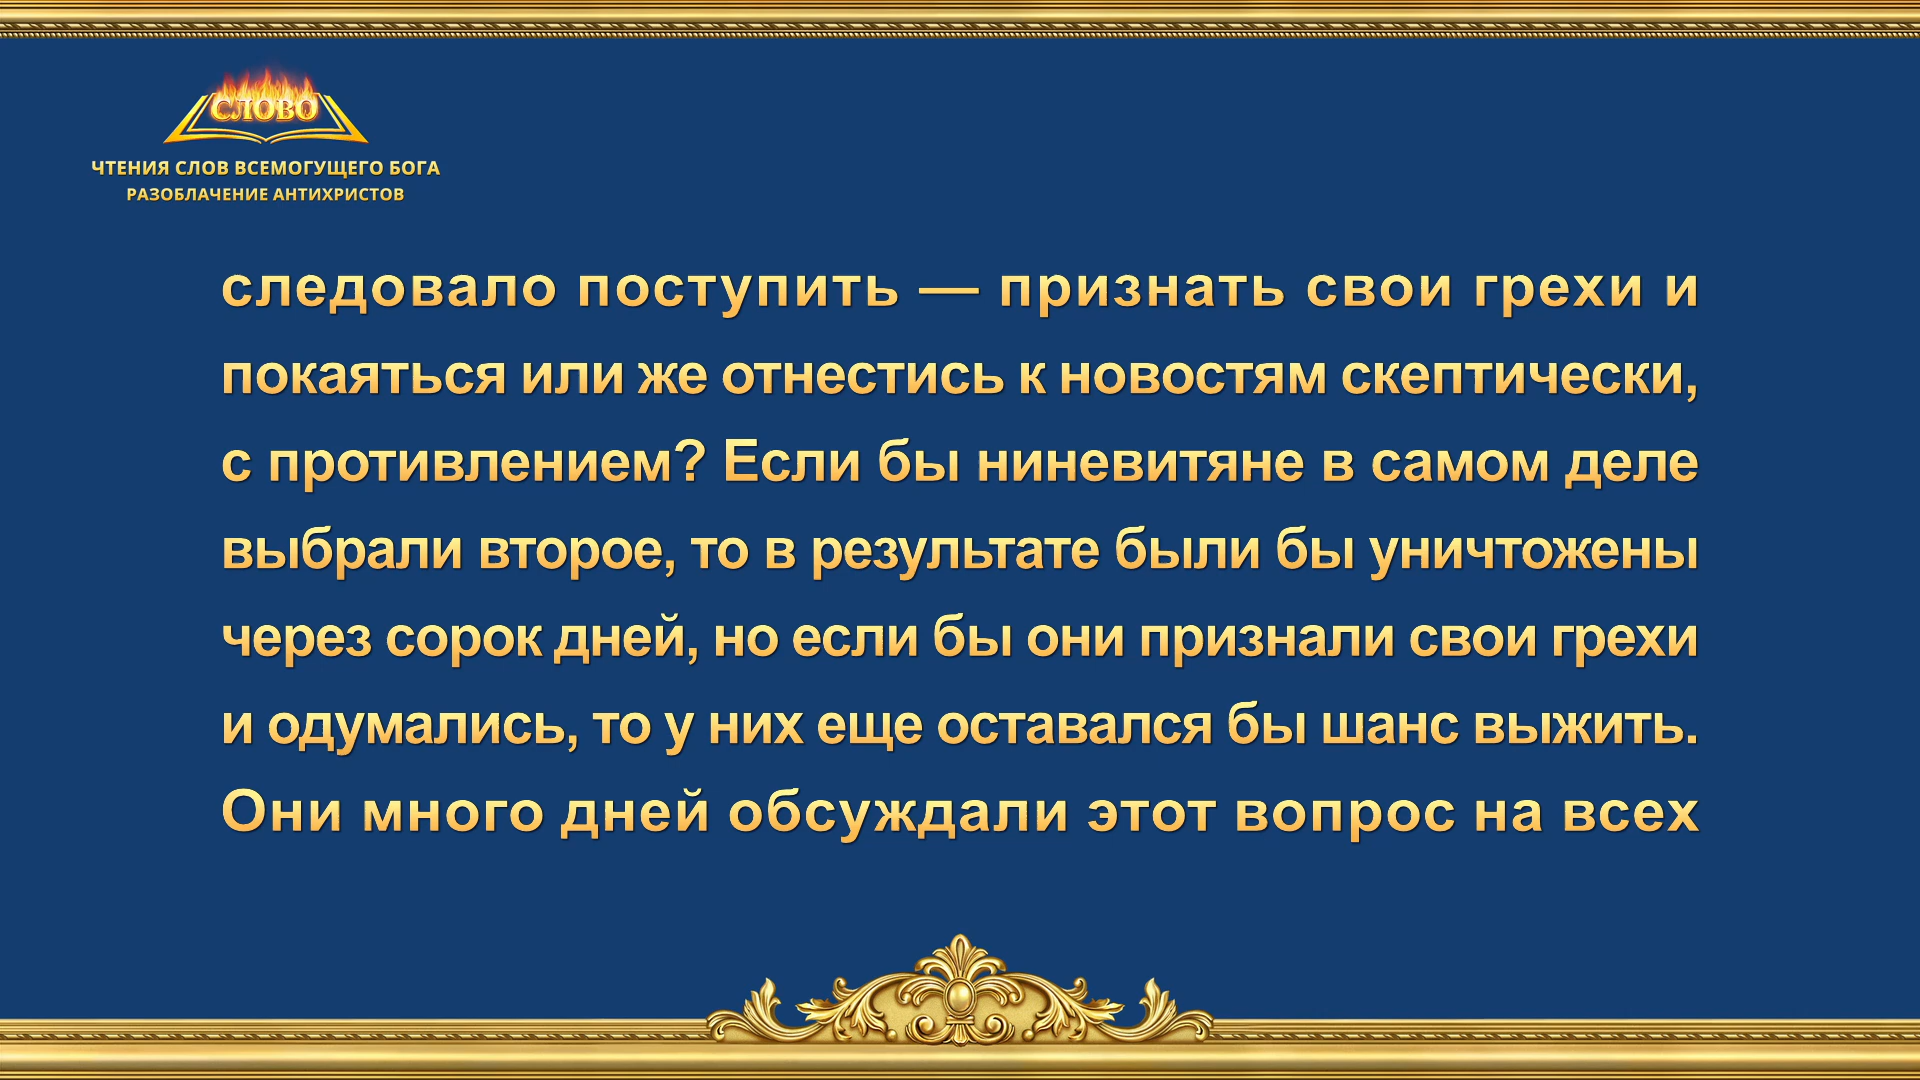 СЛОВО
ЧТЕНИЯ СЛОВ ВСЕМОГУЩЕГО БОГА
РАЗОБЛАЧЕНИЕ АНТИХРИСТОВ
следовало поступить — признать свои грехи и
покаяться или же отнестись к новостям скептически,
с противлением? Если бы ниневитяне в самом деле
выбрали второе, то в результате были бы уничтожены
через сорок дней, но если бы они признали свои грехи
и одумались, то у них еще оставался бы шанс выжить.
Они много дней обсуждали этот вопрос на всех